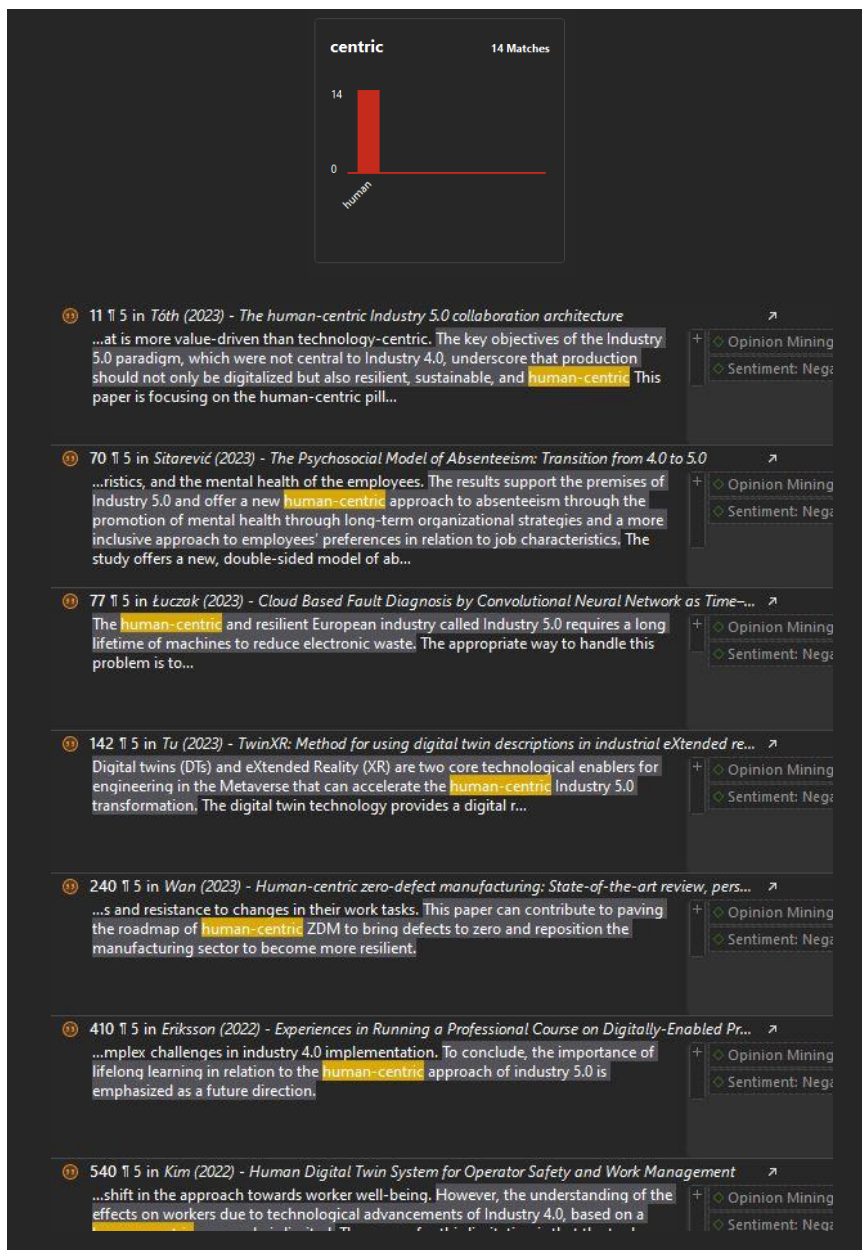 centric 14 Matches
14
0
human
11 ¶ 5 in Tóth (2023) - The human-centric Industry 5.0 collaboration architecture
...at is more value-driven than technology-centric. The key objectives of the Industry
5.0 paradigm, which were not central to Industry 4.0, underscore that production
should not only be digitalized but also resilient, sustainable, and human-centric This
paper is focusing on the human-centric pill...
Opinion Mining
Sentiment: Nega
70 ¶ 5 in Sitarević (2023) - The Psychosocial Model of Absenteeism: Transition from 4.0 to 5.0
...ristics, and the mental health of the employees. The results support the premises of
Industry 5.0 and offer a new human-centric approach to absenteeism through the
promotion of mental health through long-term organizational strategies and a more
inclusive approach to employees' preferences in relation to job characteristics. The
study offers a new, double-sided model of ab...
Opinion Mining
Sentiment: Nega
77 ¶ 5 in Łuczak (2023) - Cloud Based Fault Diagnosis by Convolutional Neural Network as Time–...
The human-centric and resilient European industry called Industry 5.0 requires a long
lifetime of machines to reduce electronic waste. The appropriate way to handle this
problem is to...
Opinion Mining
Sentiment: Nega
142 ¶ 5 in Tu (2023) - TwinXR: Method for using digital twin descriptions in industrial eXtended re...
Digital twins (DTs) and eXtended Reality (XR) are two core technological enablers for
engineering in the Metaverse that can accelerate the human-centric Industry 5.0
transformation. The digital twin technology provides a digital r...
Opinion Mining
Sentiment: Nega
240 ¶ 5 in Wan (2023) - Human-centric zero-defect manufacturing: State-of-the-art review, pers...
...s and resistance to changes in their work tasks. This paper can contribute to paving
the roadmap of human-centric ZDM to bring defects to zero and reposition the
manufacturing sector to become more resilient.
Opinion Mining
Sentiment: Nega
410 ¶ 5 in Eriksson (2022) - Experiences in Running a Professional Course on Digitally-Enabled Pr...
...mplex challenges in industry 4.0 implementation. To conclude, the importance of
lifelong learning in relation to the human-centric approach of industry 5.0 is
emphasized as a future direction.
Opinion Mining
Sentiment: Nega
540 ¶ 5 in Kim (2022) - Human Digital Twin System for Operator Safety and Work Management
...shift in the approach towards worker well-being. However, the understanding of the
effects on workers due to technological advancements of Industry 4.0, based on a
Opinion Mining
Sentiment: Nega